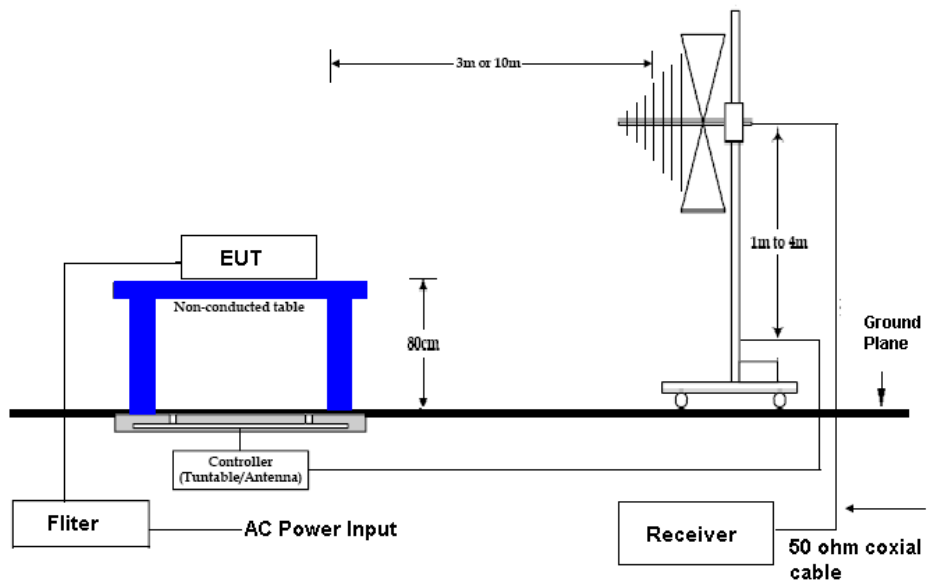 3m or 10m
1m to 4m
EUT
Non-conducted table
80cm
Ground
Plane
Controller
(Tuntable/Antenna)
Fliter
AC Power Input
Receiver
50 ohm coxial
cable